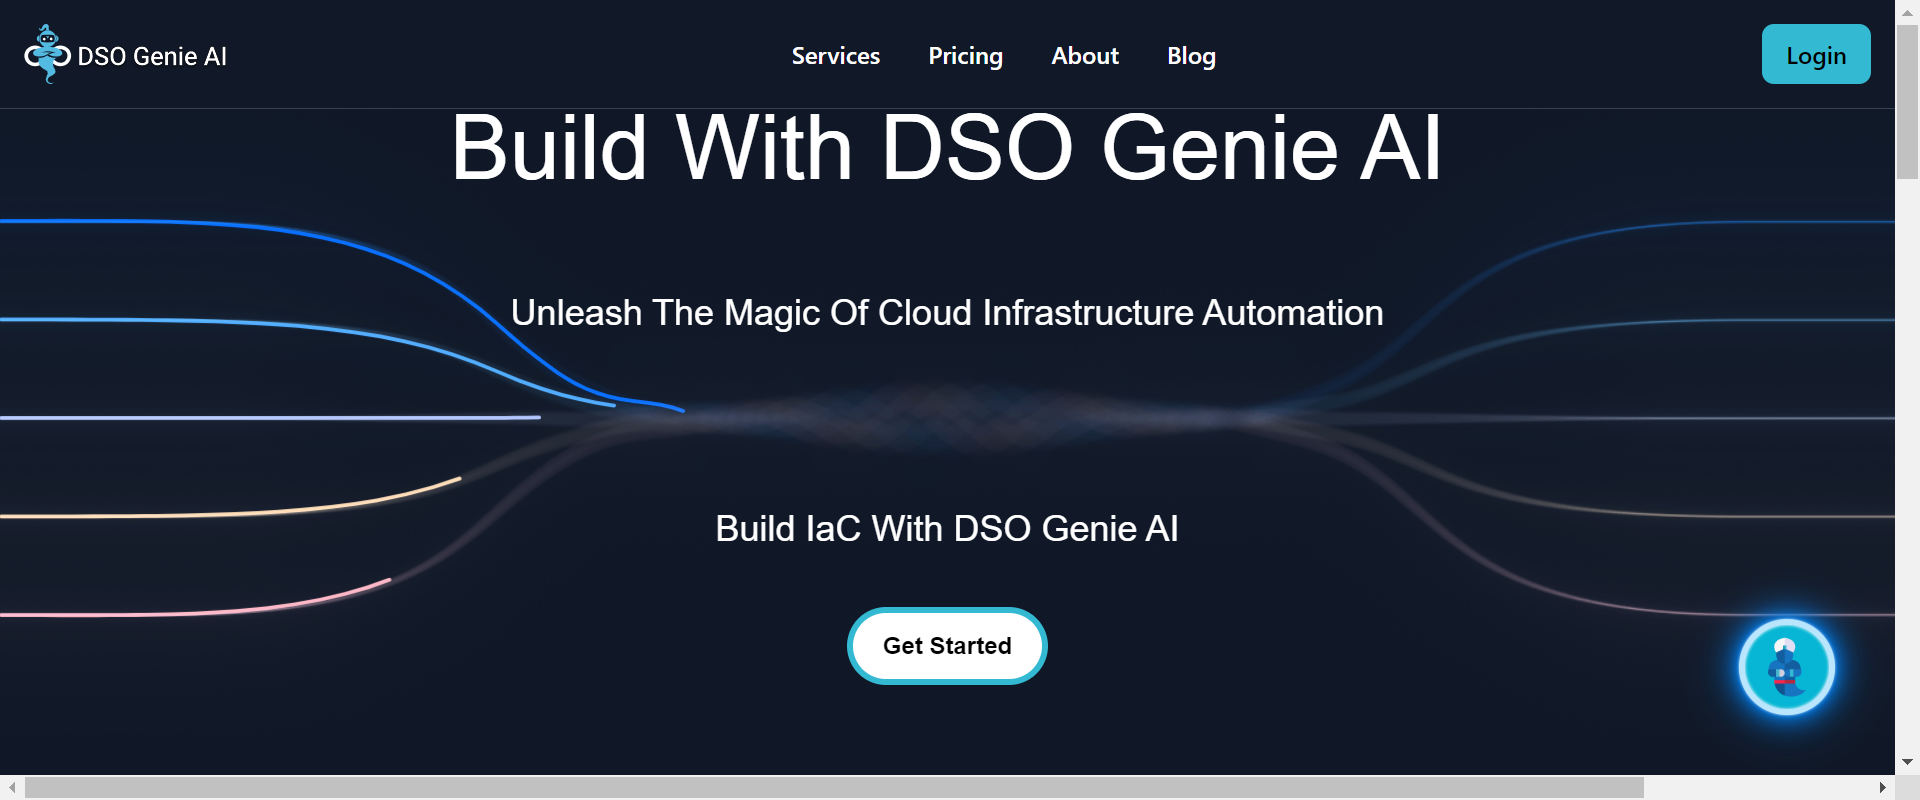 DSO Genie AI
Services Pricing About Blog
Login
Build With DSO Genie AI
Unleash The Magic Of Cloud Infrastructure Automation
Build IaC With DSO Genie AI
Get Started